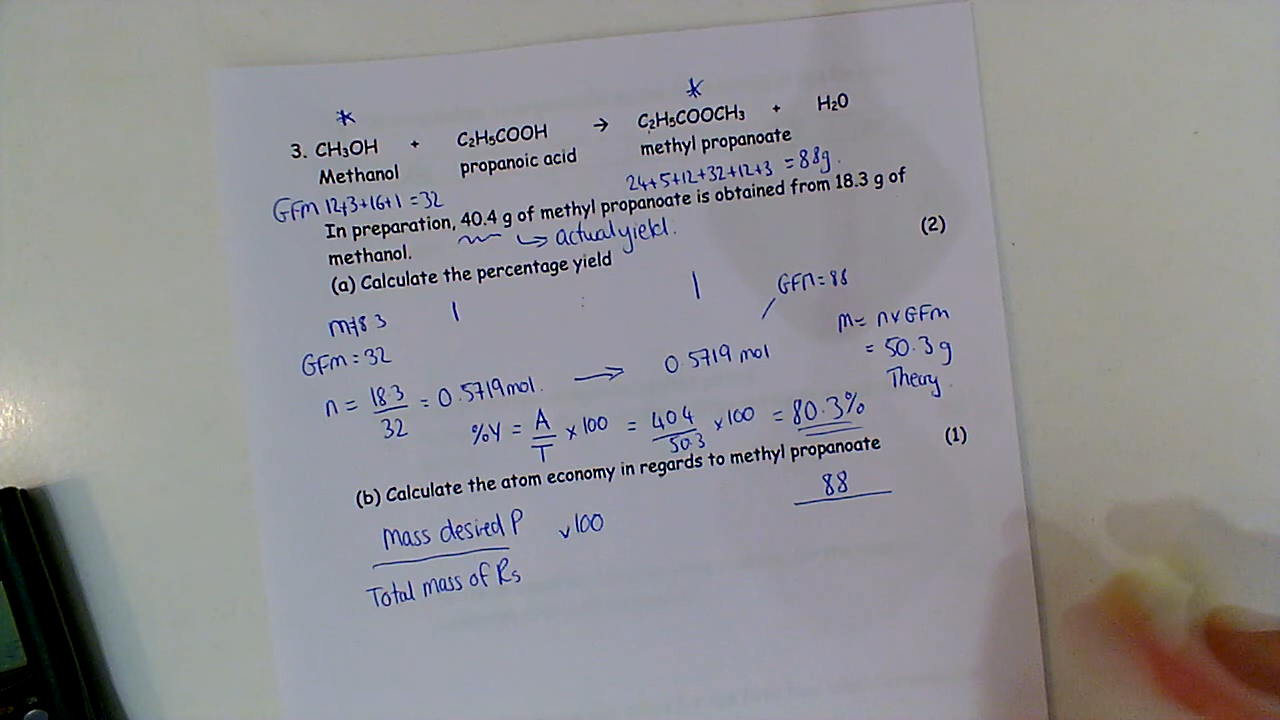 * *
3. CH3OH + C2H5COOH → C2H5COOCH3 + H2O
Methanol propanoic acid methyl propanoate
GFM 12+3+16+1 = 32 24+5+12+32+12+3 = 88g.
In preparation, 40.4 g of methyl propanoate is obtained from 18.3 g of
methanol. ↳ actual yield. (2)
(a) Calculate the percentage yield
1 1 GFM = 88
m=18.3 m = n x GFM
GFM = 32 = 50.3 g
n = 18.3/32 = 0.5719 mol. → 0.5719 mol Theory.
%Y = A/T x 100 = 40.4/50.3 x 100 = 80.3%
(b) Calculate the atom economy in regards to methyl propanoate (1)
Mass desired P x 100 88
Total mass of Rs